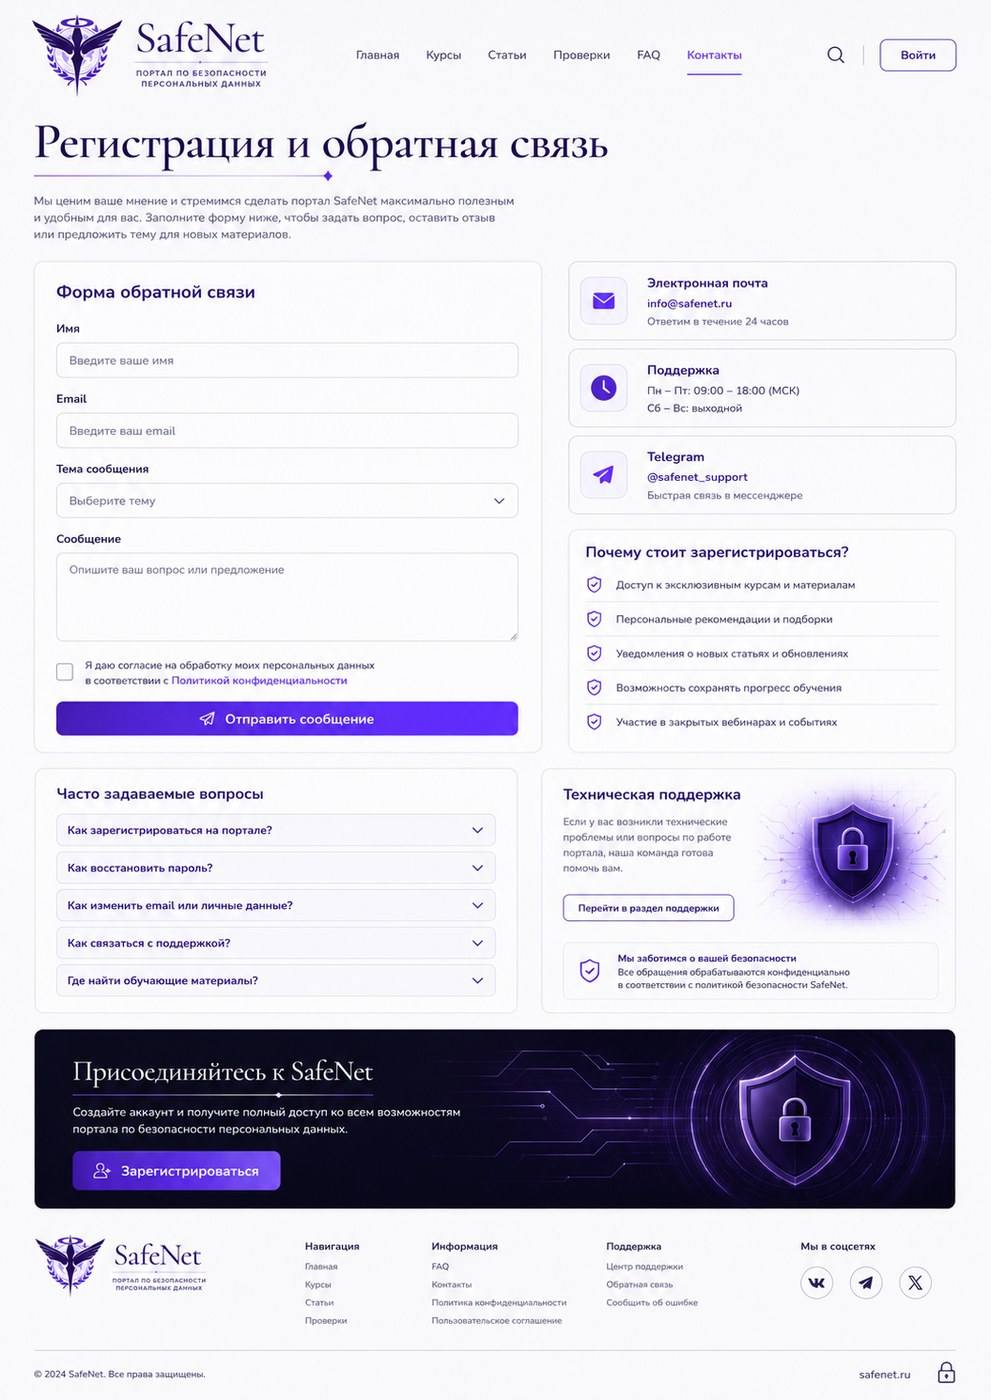 SafeNet
ПОРТАЛ ПО БЕЗОПАСНОСТИ
ПЕРСОНАЛЬНЫХ ДАННЫХ
Главная
Курсы
Статьи
Проверки
FAQ
Контакты
Войти
Регистрация и обратная связь
Мы ценим ваше мнение и стремимся сделать портал SafeNet максимально полезным
и удобным для вас. Заполните форму ниже, чтобы задать вопрос, оставить отзыв
или предложить тему для новых материалов.
Форма обратной связи
Имя
Введите ваше имя
Email
Введите ваш email
Тема сообщения
Выберите тему
Сообщение
Опишите ваш вопрос или предложение
Я даю согласие на обработку моих персональных данных
в соответствии с Политикой конфиденциальности
Отправить сообщение
Электронная почта
info@safenet.ru
Ответим в течение 24 часов
Поддержка
Пн – Пт: 09:00 – 18:00 (МСК)
Сб – Вс: выходной
Telegram
@safenet_support
Быстрая связь в мессенджере
Почему стоит зарегистрироваться?
Доступ к эксклюзивным курсам и материалам
Персональные рекомендации и подборки
Уведомления о новых статьях и обновлениях
Возможность сохранять прогресс обучения
Участие в закрытых вебинарах и событиях
Часто задаваемые вопросы
Как зарегистрироваться на портале?
Как восстановить пароль?
Как изменить email или личные данные?
Как связаться с поддержкой?
Где найти обучающие материалы?
Техническая поддержка
Если у вас возникли технические
проблемы или вопросы по работе
портала, наша команда готова
помочь вам.
Перейти в раздел поддержки
Мы заботимся о вашей безопасности
Все обращения обрабатываются конфиденциально
в соответствии с политикой безопасности SafeNet.
Присоединяйтесь к SafeNet
Создайте аккаунт и получите полный доступ ко всем возможностям
портала по безопасности персональных данных.
Зарегистрироваться
SafeNet
ПОРТАЛ ПО БЕЗОПАСНОСТИ
ПЕРСОНАЛЬНЫХ ДАННЫХ
Навигация
Главная
Курсы
Статьи
Проверки
Информация
FAQ
Контакты
Политика конфиденциальности
Пользовательское соглашение
Поддержка
Центр поддержки
Обратная связь
Сообщить об ошибке
Мы в соцсетях
© 2024 SafeNet. Все права защищены.
safenet.ru